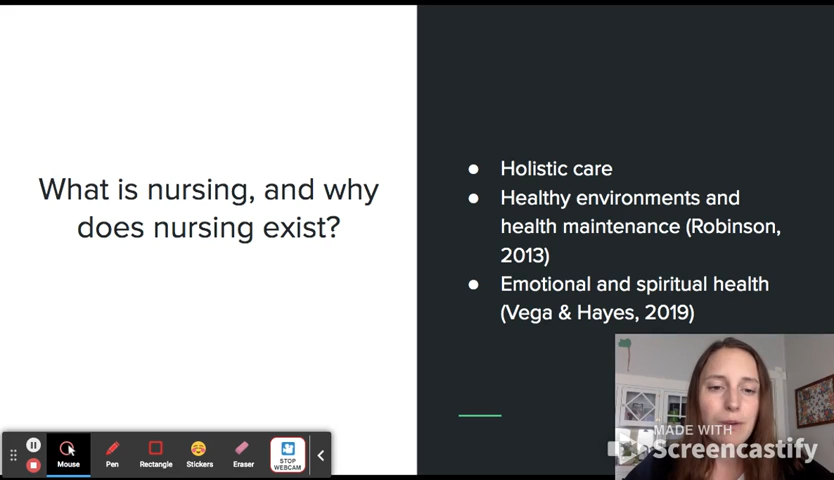 What is nursing, and why
does nursing exist?
● Holistic care
● Healthy environments and
health maintenance (Robinson,
2013)
● Emotional and spiritual health
(Vega & Hayes, 2019)
MADE WITH
Screencastify
Mouse
Pen
Rectangle
Stickers
Eraser
STOP
WEBCAM